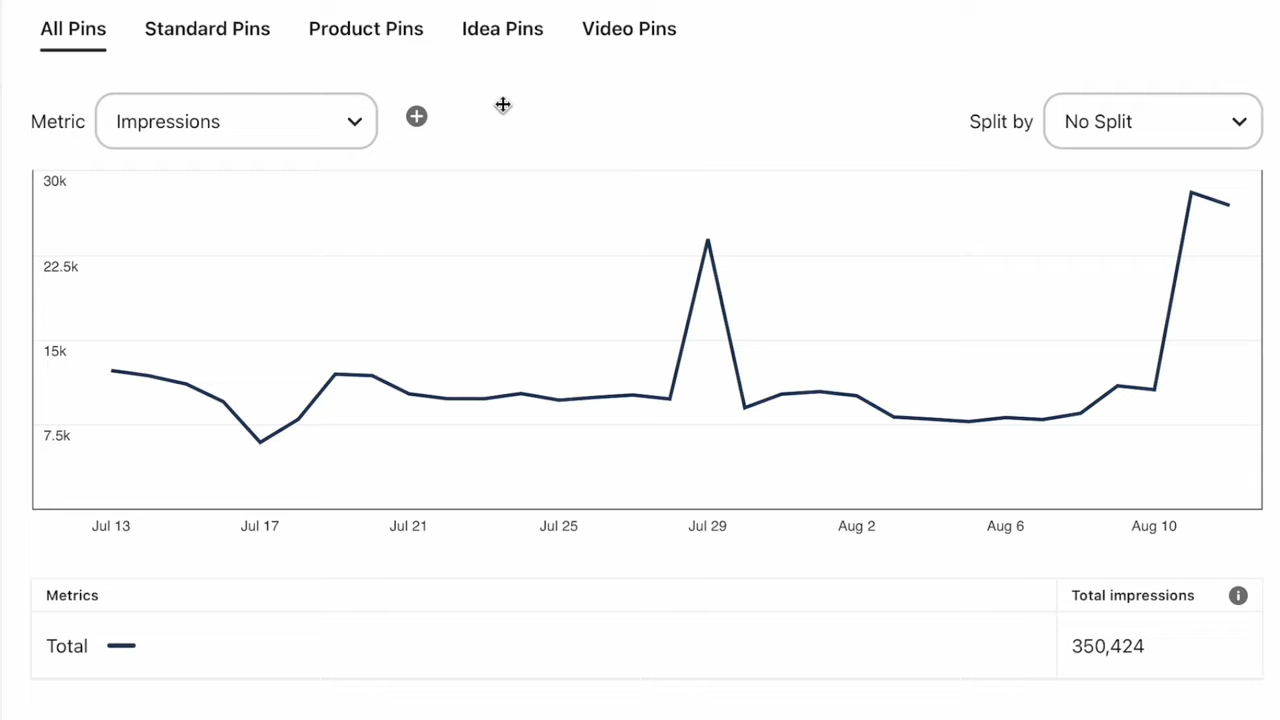 All Pins Standard Pins Product Pins Idea Pins Video Pins
Metric Impressions Split by No Split
30k
22.5k
15k
7.5k
Jul 13 Jul 17 Jul 21 Jul 25 Jul 29 Aug 2 Aug 6 Aug 10
Metrics Total impressions
Total 350,424